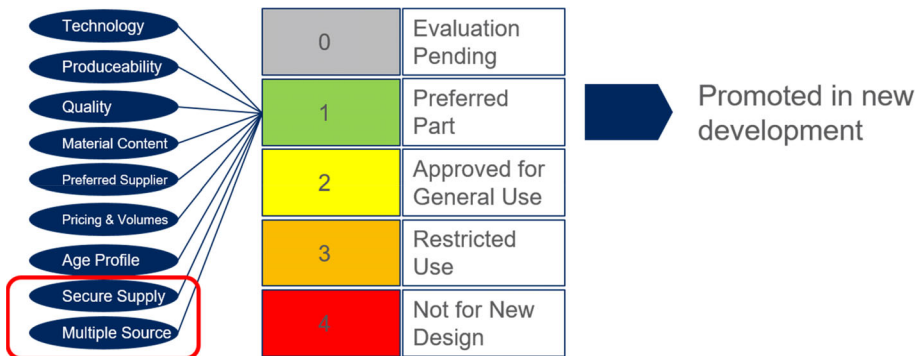 Technology
Produceability
Quality
Material Content
Preferred Supplier
Pricing & Volumes
Age Profile
Secure Supply
Multiple Source
0
Evaluation
Pending
1
Preferred
Part
2
Approved for
General Use
3
Restricted
Use
4
Not for New
Design
Promoted in new
development